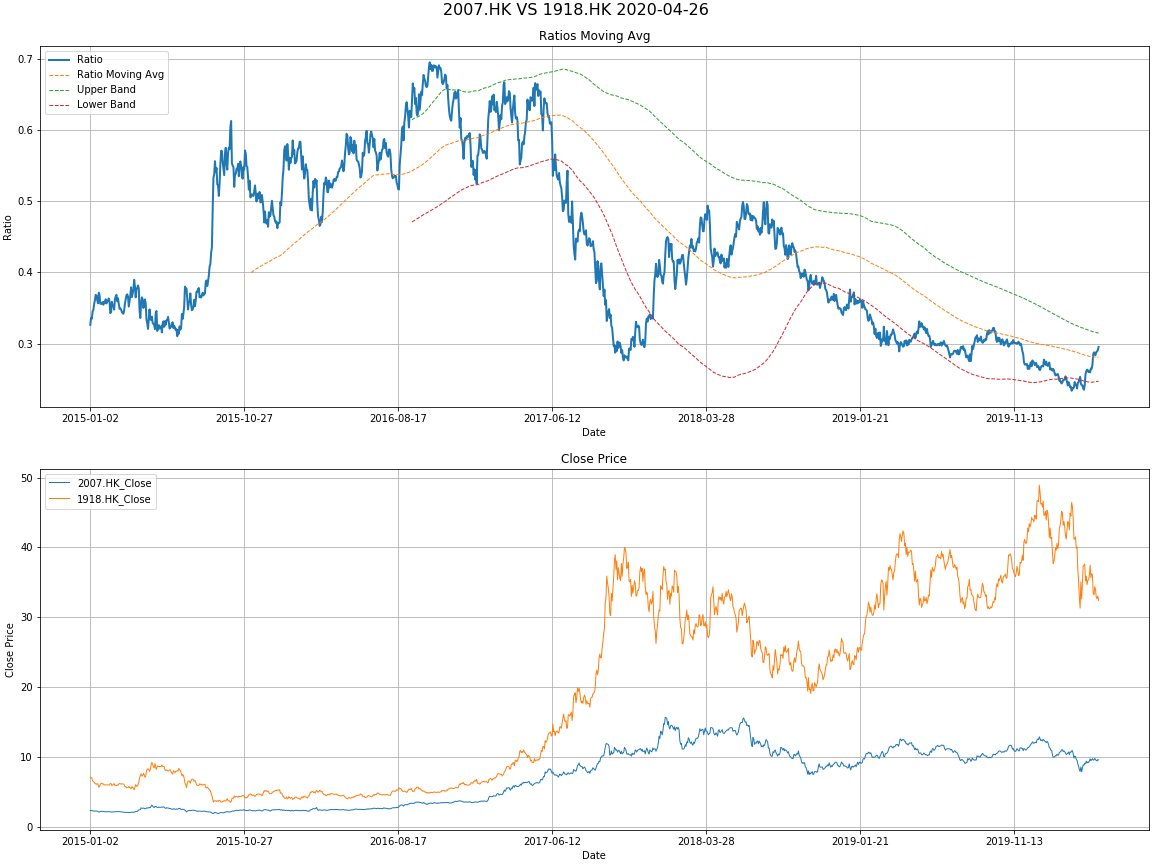 2007.HK VS 1918.HK 2020-04-26
Ratios Moving Avg
Ratio
Ratio Moving Avg
Upper Band
Lower Band
0.7
0.6
0.5
0.4
0.3
Ratio
2015-01-02 2015-10-27 2016-08-17 2017-06-12 2018-03-28 2019-01-21 2019-11-13
Date
Close Price
2007.HK_Close
1918.HK_Close
50
40
30
20
10
0
Close Price
2015-01-02 2015-10-27 2016-08-17 2017-06-12 2018-03-28 2019-01-21 2019-11-13
Date